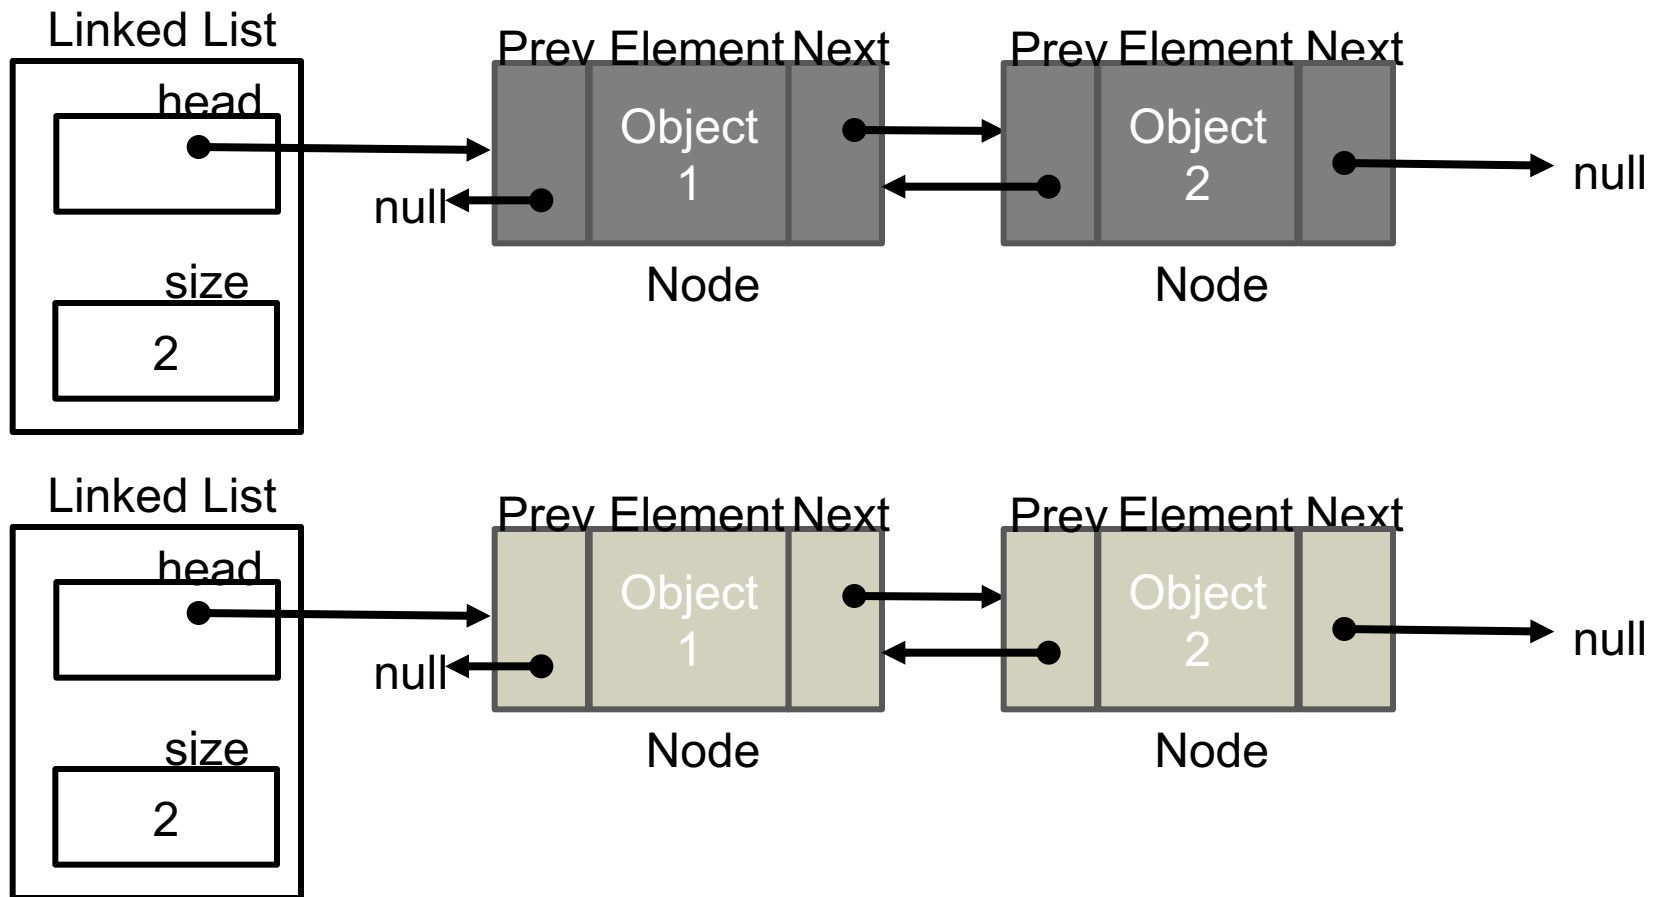 Linked List
Prev Element Next Prev Element Next
head
Object
1
Object
2
null
null
size
2
Node
Node
Linked List
Prev Element Next Prev Element Next
head
Object
1
Object
2
null
null
size
2
Node
Node